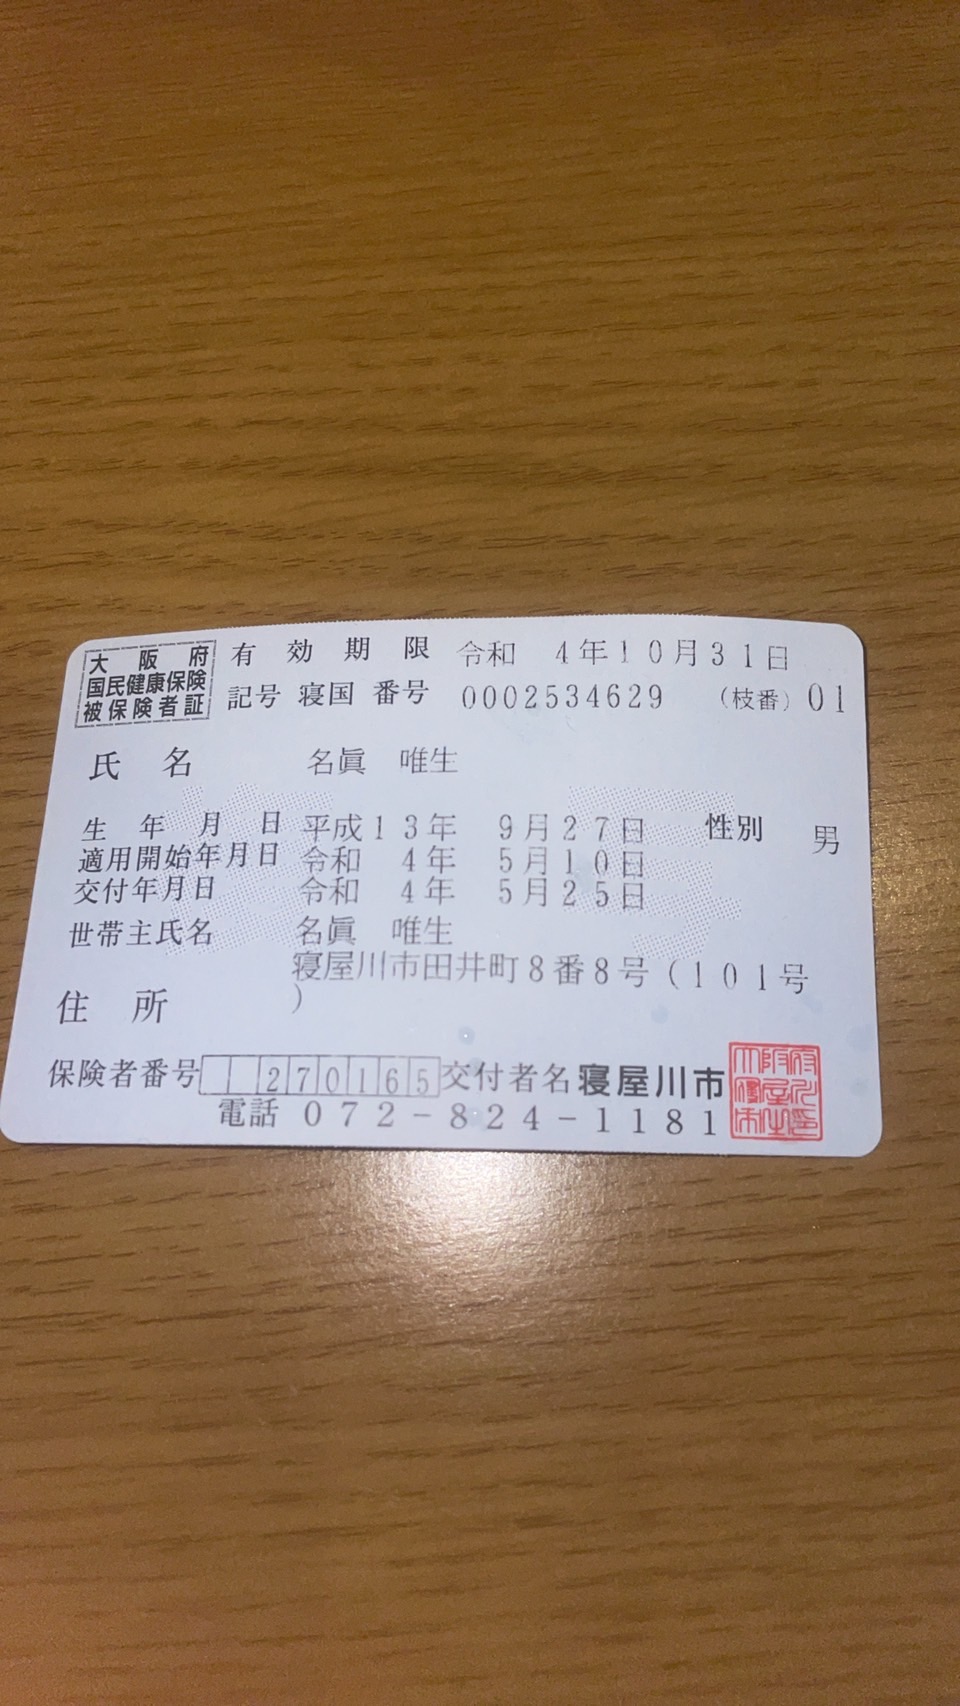 大阪府
国民健康保険
被保険者証
有効期限 令和 4年10月31日
記号 寝国 番号 0002534629 (枝番) 01
氏名 名眞 唯生
生年月日 平成13年 9月27日 性別 男
適用開始年月日 令和 4年 5月10日
交付年月日 令和 4年 5月25日
世帯主氏名 名眞 唯生
住所 寝屋川市田井町8番8号(101号
)
保険者番号 270165 交付者名 寝屋川市
電話 072-824-1181